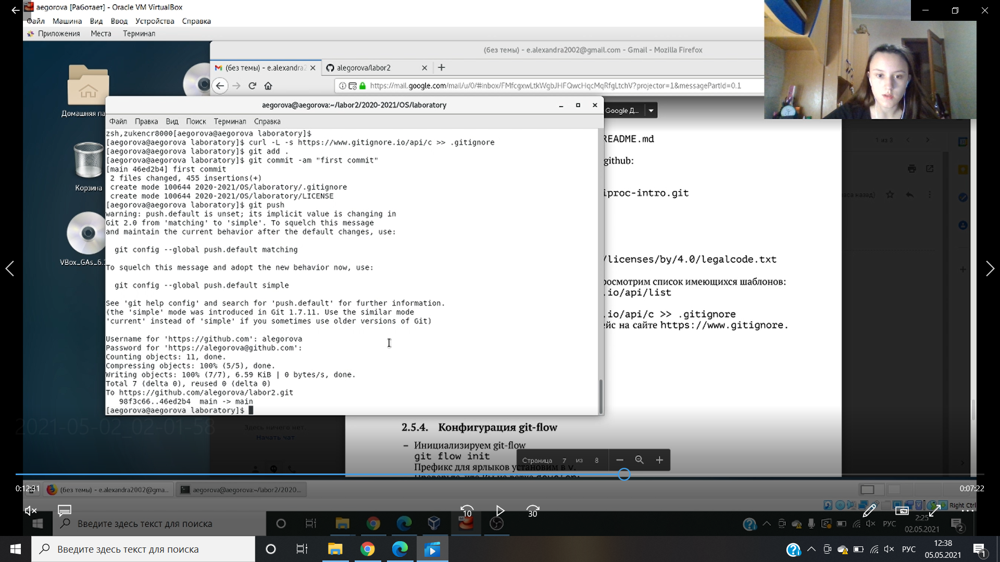 aegorova [Работает] - Oracle VM VirtualBox
Файл Машина Вид Ввод Устройства Справка
Приложения Места Терминал
(без темы) - e.alexandra2002@gmail.com - Gmail - Mozilla Firefox
(без темы) - e.alexandra2 alegorova/labor2
https://mail.google.com/mail/u/0/#inbox/FMfcgxwLtkWgbJHFQwcHqcMqRfgLtchV?projector=1&messagePartId=0.1
Домашняя па
Корзина
VBox_GAs_6.
aegorova@aegorova:~/labor2/2020-2021/OS/laboratory
Google Д...
Файл Правка Вид Поиск Терминал Справка
zsh,zukencr8000[aegorova@aegorova laboratory]$
[aegorova@aegorova laboratory]$ curl -L -s https://www.gitignore.io/api/c >> .gitignore
[aegorova@aegorova laboratory]$ git add .
[aegorova@aegorova laboratory]$ git commit -am "first commit"
[main 46ed2b4] first commit
2 files changed, 455 insertions(+)
create mode 100644 2020-2021/OS/laboratory/.gitignore
create mode 100644 2020-2021/OS/laboratory/LICENSE
[aegorova@aegorova laboratory]$ git push
warning: push.default is unset; its implicit value is changing in
Git 2.0 from 'matching' to 'simple'. To squelch this message
and maintain the current behavior after the default changes, use:
git config --global push.default matching
To squelch this message and adopt the new behavior now, use:
git config --global push.default simple
See 'git help config' and search for 'push.default' for further information.
(the 'simple' mode was introduced in Git 1.7.11. Use the similar mode
'current' instead of 'simple' if you sometimes use older versions of Git)
Username for 'https://github.com': alegorova
Password for 'https://alegorova@github.com':
Counting objects: 11, done.
Compressing objects: 100% (5/5), done.
Writing objects: 100% (7/7), 6.59 KiB | 0 bytes/s, done.
Total 7 (delta 0), reused 0 (delta 0)
To https://github.com/alegorova/labor2.git
98f3c66..46ed2b4 main -> main
[aegorova@aegorova laboratory]$
README.md
github:
iproc-intro.git
/licenses/by/4.0/legalcode.txt
росмотрим список имеющихся шаблонов:
.io/api/list
.io/api/c >> .gitignore
ейс на сайте https://www.gitignore.
1 из 3
часа назад)
2021-05-02_02-01-58
Здесь ничего нет.
Начать чат
2.5.4. Конфигурация git-flow
– Инициализируем git-flow
git flow init
Префикс для ярлыков установим в v.
Страница 7 из 8
0:12:31
0:07:22
(без темы) - e.alexandra2002@gma... aegorova@aegorova:~/labor2/2020...
Right Ctrl
10
30
Введите здесь текст для поиска
РУС
2:25
02.05.2021
2
Введите здесь текст для поиска
РУС
12:38
05.05.2021
1